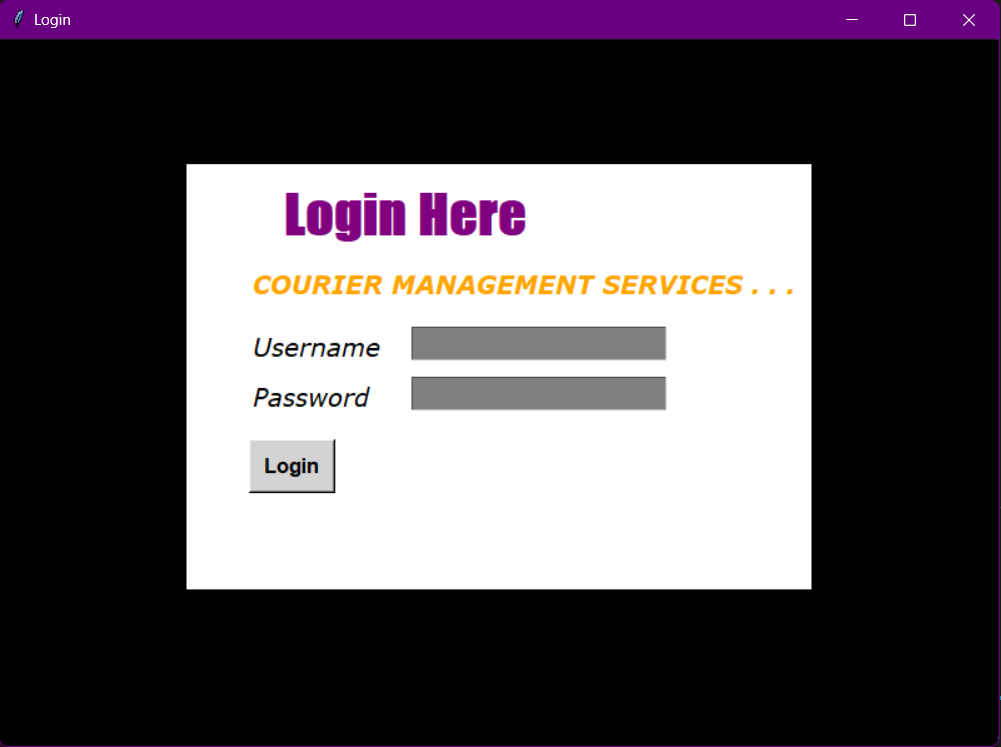 Login
Login Here
COURIER MANAGEMENT SERVICES . . .
Username
Password
Login